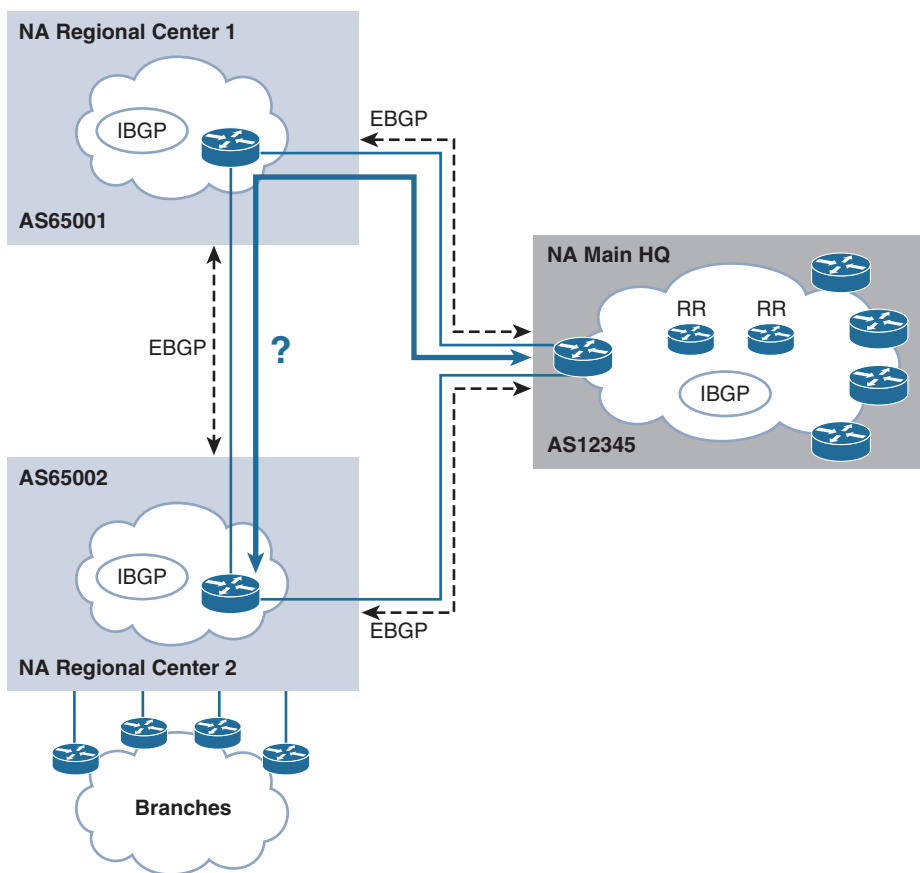 NA Regional Center 1
IBGP
EBGP
AS65001
NA Main HQ
RR RR
EBGP
?
IBGP
AS12345
AS65002
IBGP
EBGP
NA Regional Center 2
Branches